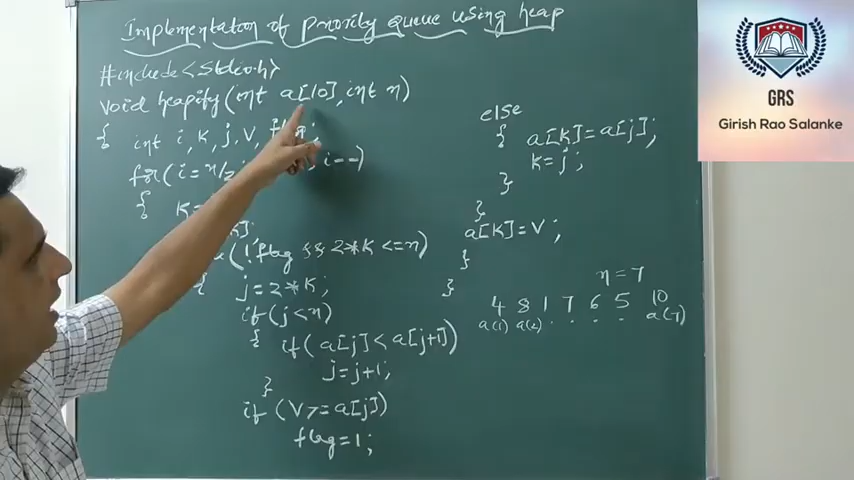 Implementation of priority queue using heap
#include<stdio.h>
void heapify(int a[10], int n)
{
int i, k, j, v, flag;
for(i=n/2 , i--)
{
k=
k];
(!flag && 2*k <=n)
{
j=2*k;
if(j<n)
{ if( a[j]<a[j+1])
j=j+1;
}
if (v>=a[j])
flag=1;
else
{ a[k]=a[j];
k=j;
}
}
a[k]=v;
}
}
n=7
4 8 1 7 6 5 10
a(1) a(2) . . . . a(7)
GRS
Girish Rao Salanke